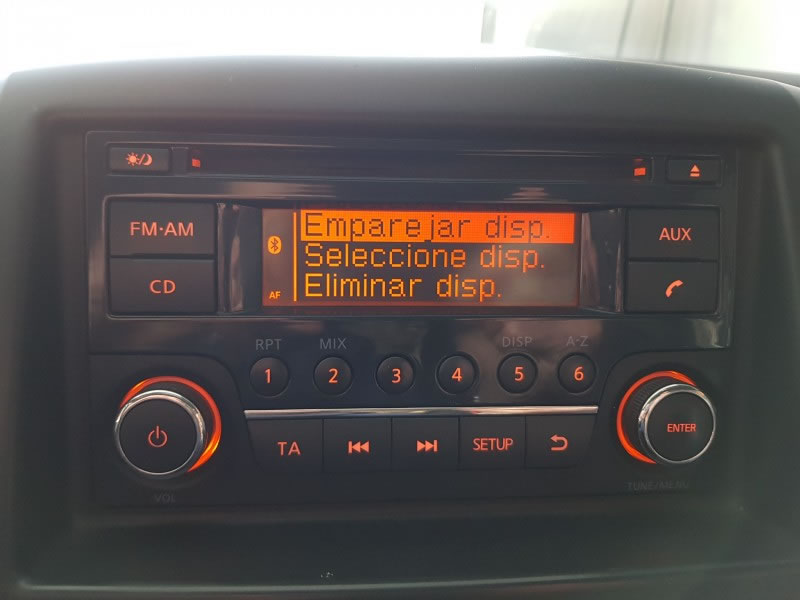 FM·AM
CD
Emparejar disp.
Seleccione disp.
Eliminar disp.
AF
AUX
RPT MIX DISP A-Z
1 2 3 4 5 6
TA SETUP
ENTER
VOL
TUNE/MENU